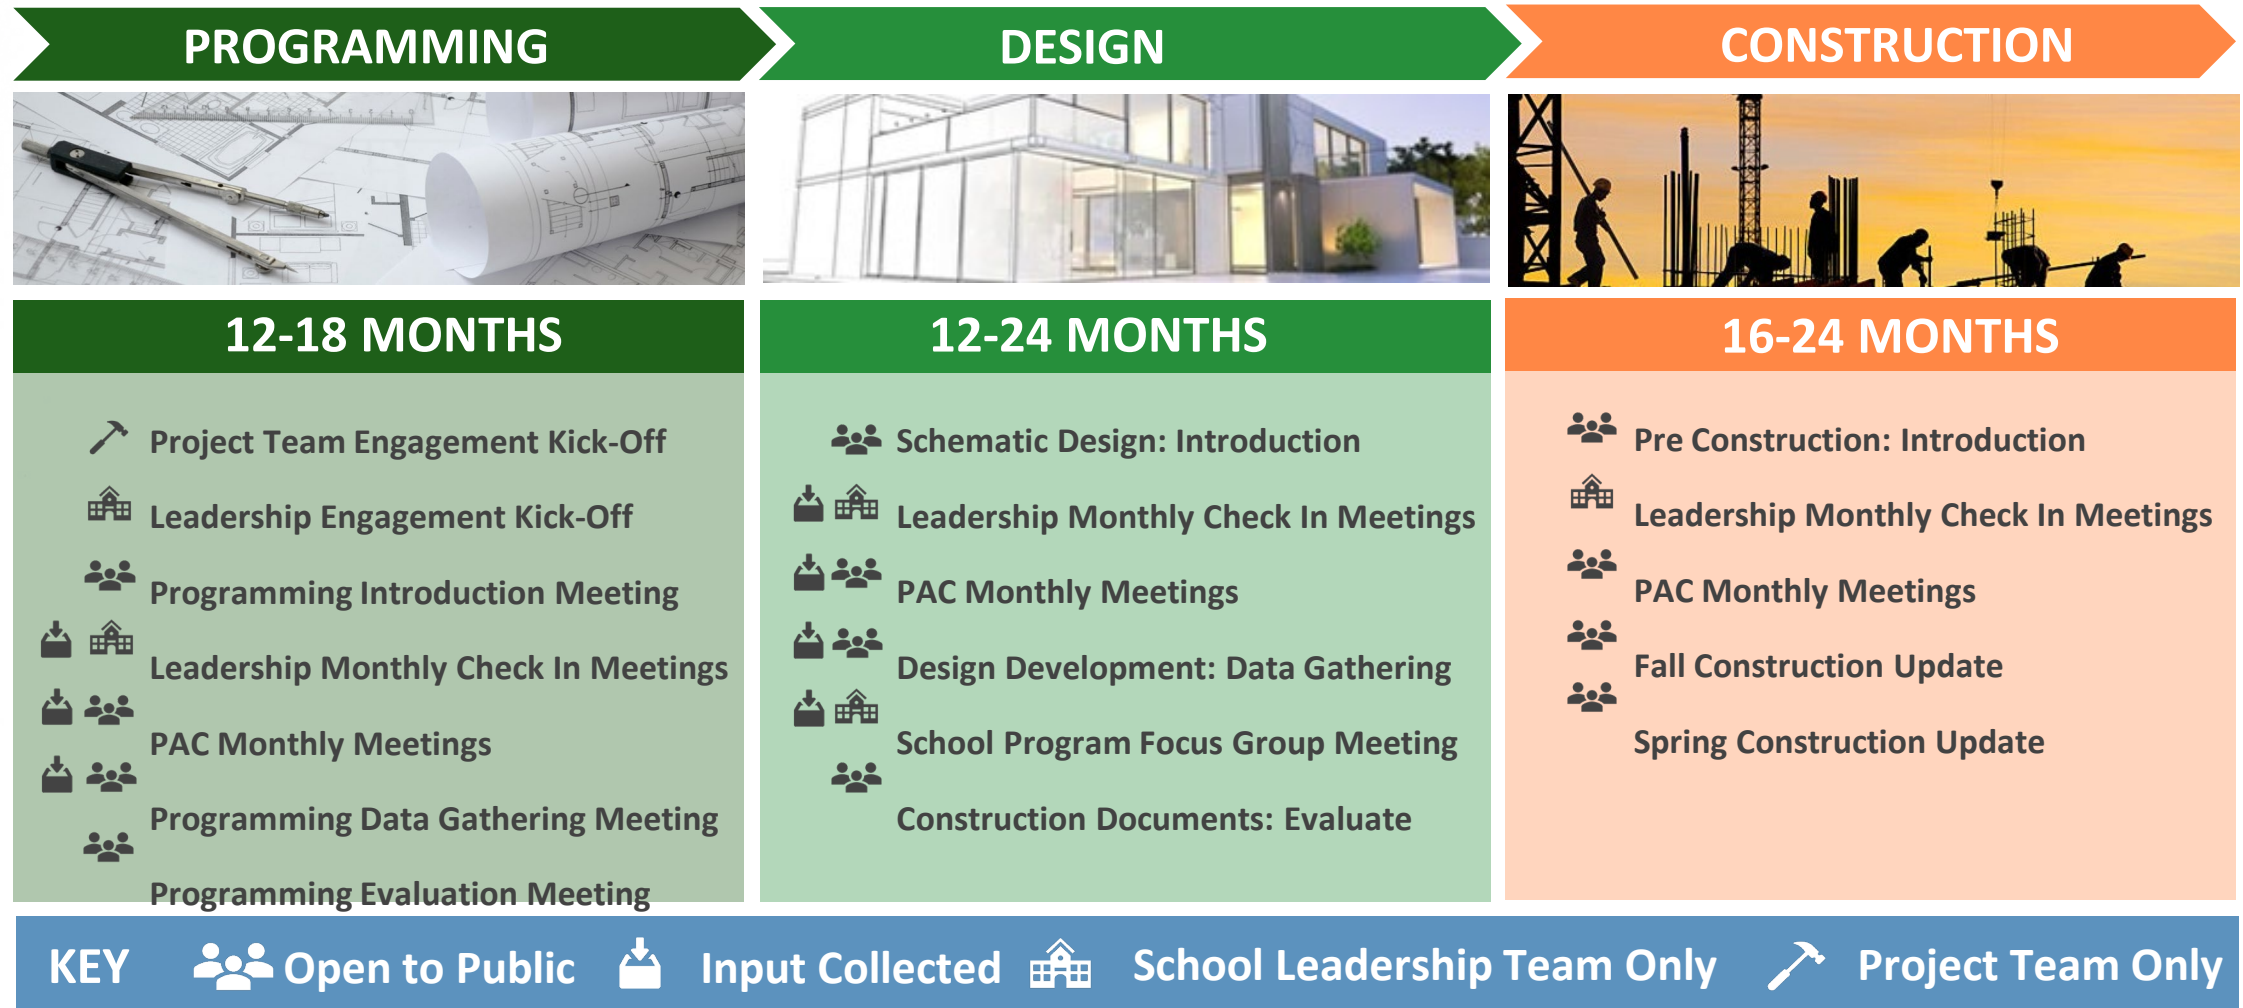 PROGRAMMING
DESIGN
CONSTRUCTION
12-18 MONTHS
Project Team Engagement Kick-Off
Leadership Engagement Kick-Off
Programming Introduction Meeting
Leadership Monthly Check In Meetings
PAC Monthly Meetings
Programming Data Gathering Meeting
Programming Evaluation Meeting
12-24 MONTHS
Schematic Design: Introduction
Leadership Monthly Check In Meetings
PAC Monthly Meetings
Design Development: Data Gathering
School Program Focus Group Meeting
Construction Documents: Evaluate
16-24 MONTHS
Pre Construction: Introduction
Leadership Monthly Check In Meetings
PAC Monthly Meetings
Fall Construction Update
Spring Construction Update
KEY Open to Public Input Collected School Leadership Team Only Project Team Only